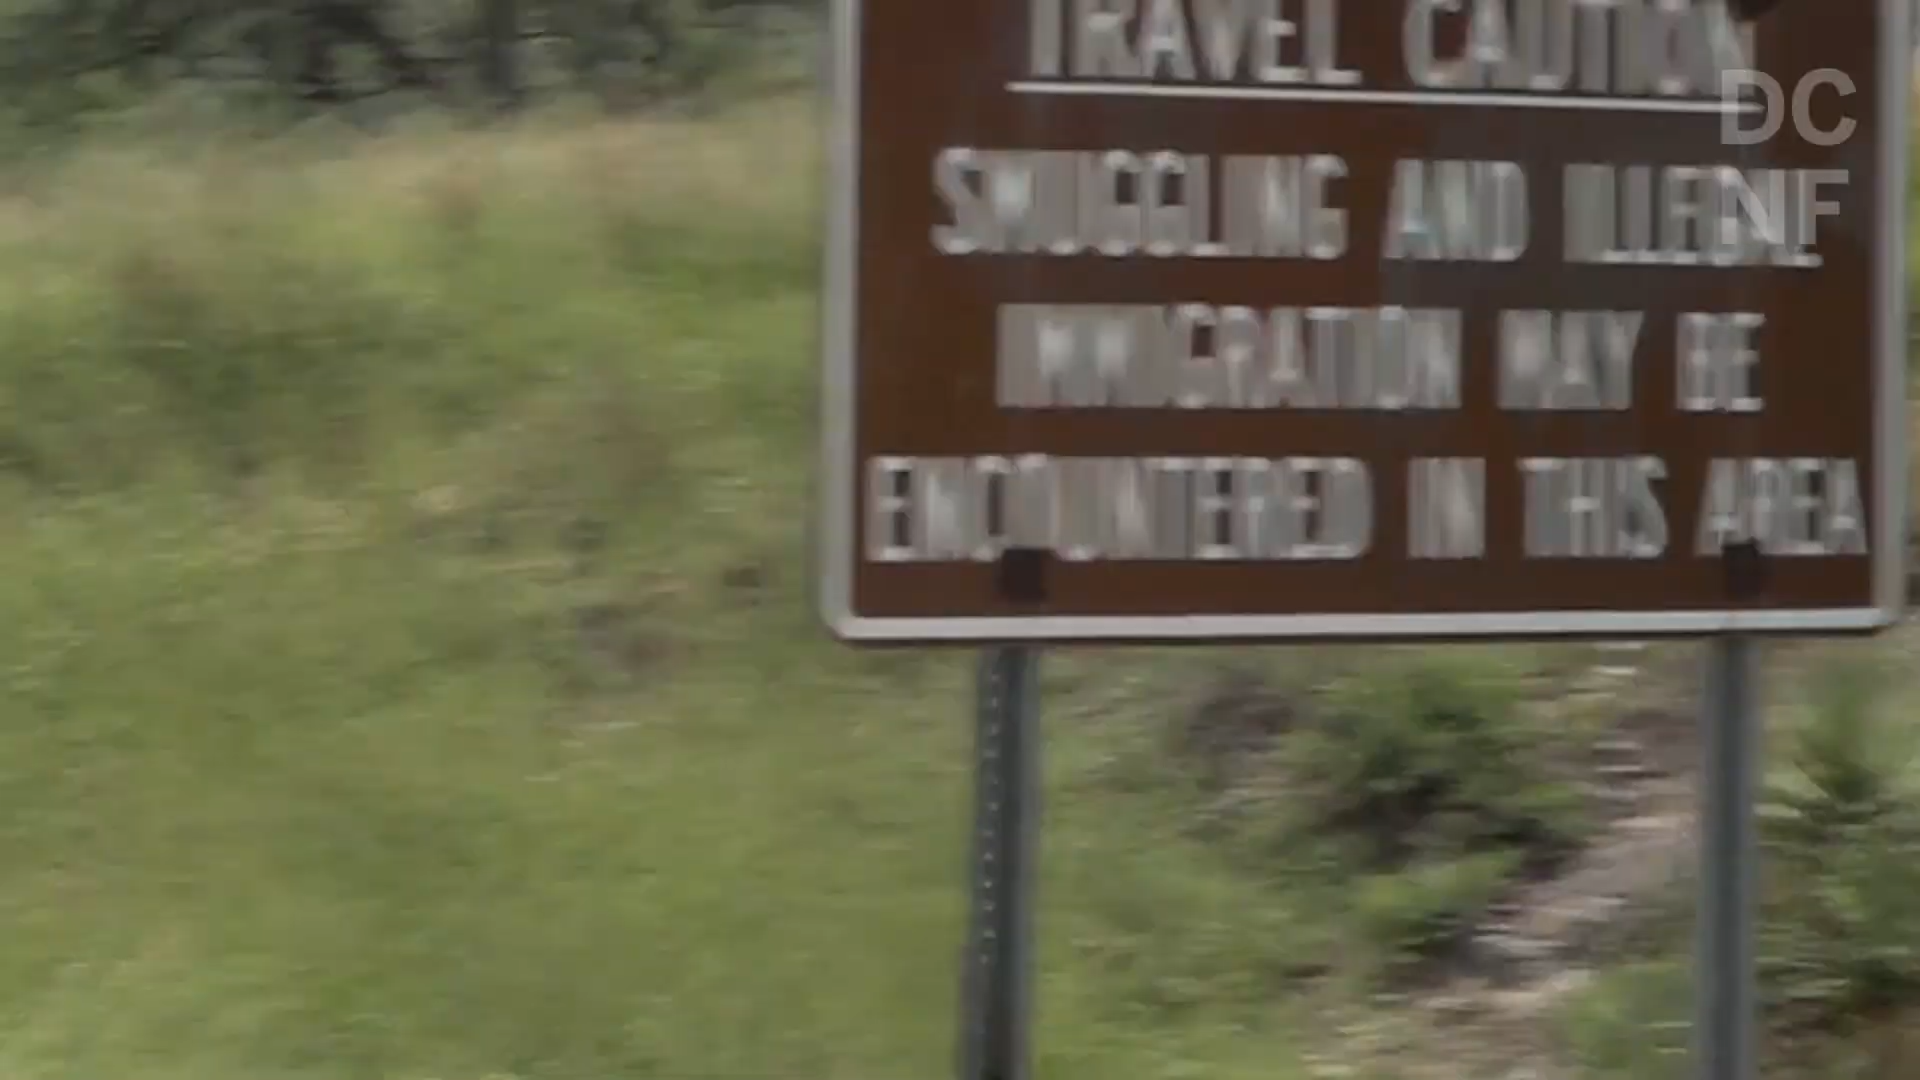 TRAVEL CAUTION
SMUGGLING AND ILLEGAL
IMMIGRATION MAY BE
ENCOUNTERED IN THIS AREA
DC
NF